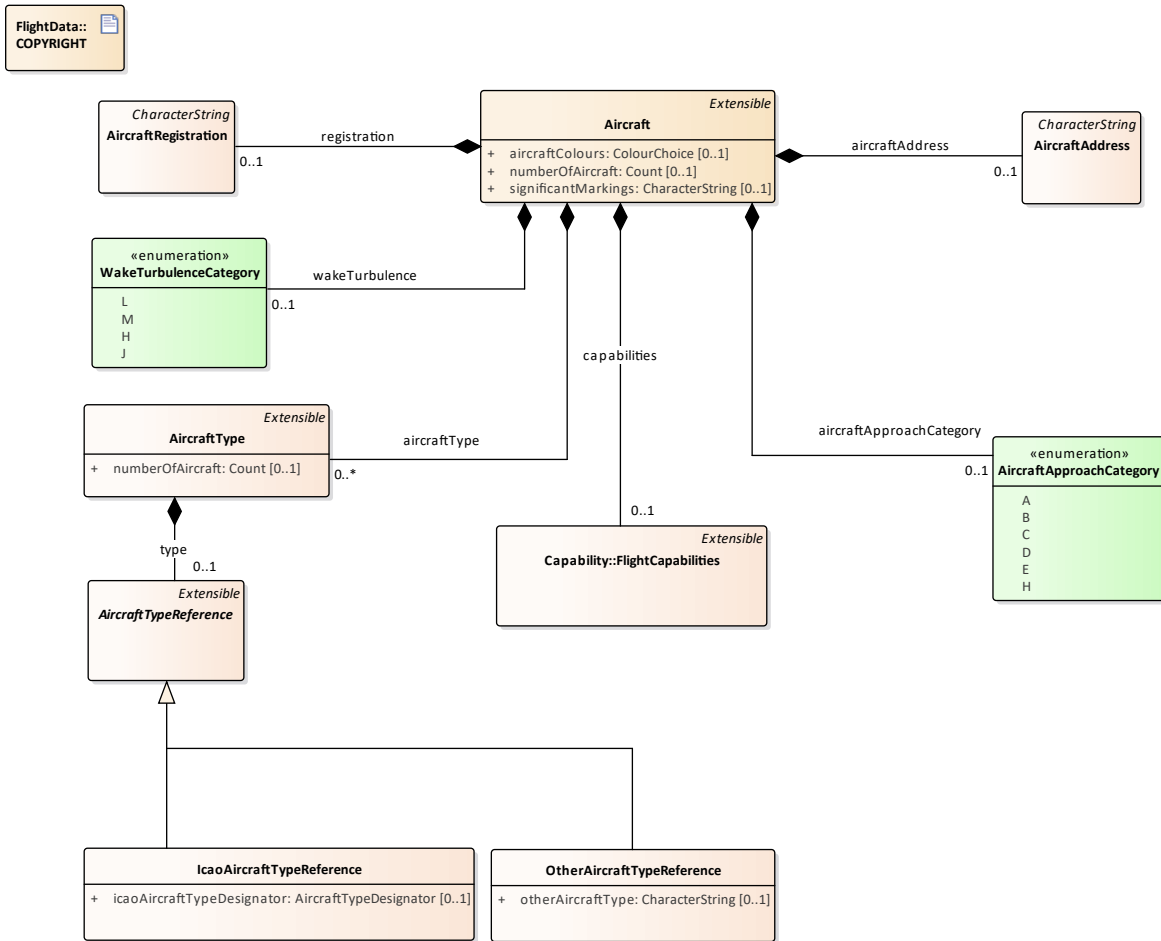 FlightData::
COPYRIGHT
CharacterString
AircraftRegistration
registration
0..1
Extensible
Aircraft
+ aircraftColours: ColourChoice [0..1]
+ numberOfAircraft: Count [0..1]
+ significantMarkings: CharacterString [0..1]
aircraftAddress
0..1
CharacterString
AircraftAddress
«enumeration»
WakeTurbulenceCategory
L
M
H
J
wakeTurbulence
0..1
capabilities
Extensible
AircraftType
+ numberOfAircraft: Count [0..1]
aircraftType
0..*
aircraftApproachCategory
0..1
«enumeration»
AircraftApproachCategory
A
B
C
D
E
H
0..1
Extensible
Capability::FlightCapabilities
type
0..1
Extensible
AircraftTypeReference
IcaoAircraftTypeReference
+ icaoAircraftTypeDesignator: AircraftTypeDesignator [0..1]
OtherAircraftTypeReference
+ otherAircraftType: CharacterString [0..1]